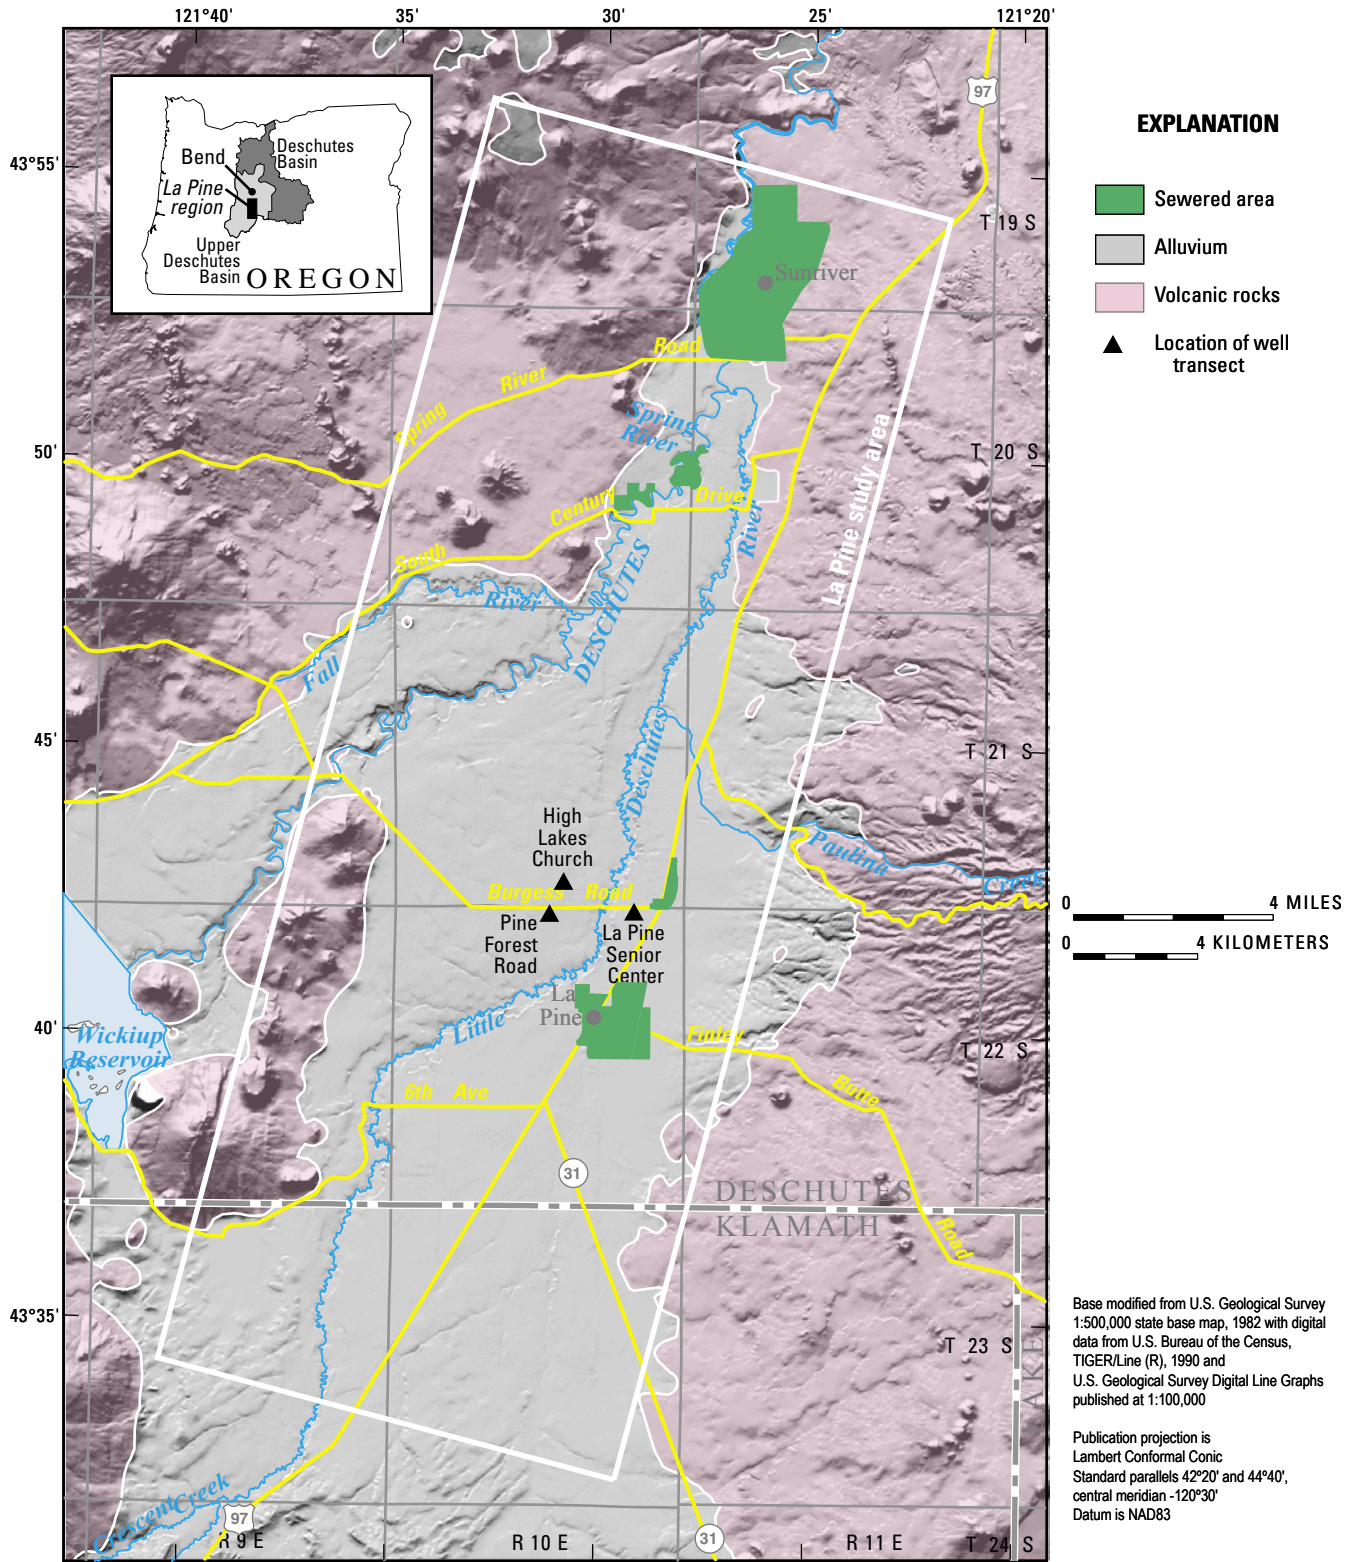 121°40'
35'
30'
25'
121°20'
43°55'
50'
45'
40'
43°35'
Deschutes
Basin
Bend
La Pine
region
Upper
Deschutes
Basin
OREGON
97
T 19 S
Sunriver
Spring River Road
Spring
River
T 20 S
South Century Drive
River
La Pine study area
DESCHUTES
River
Fall
T 21 S
Deschutes
Paulina
Creek
High
Lakes
Church
Burgess Road
Pine
Forest
Road
La Pine
Senior
Center
La
Pine
Little
Finley
Butte
Road
T 22 S
Wickiup
Reservoir
6th Ave
31
DESCHUTES
KLAMATH
T 23 S
LAKE
Crescent Creek
97
R 9 E
R 10 E
31
R 11 E
T 24 S
EXPLANATION
Sewered area
Alluvium
Volcanic rocks
Location of well
transect
0 4 MILES
0 4 KILOMETERS
Base modified from U.S. Geological Survey
1:500,000 state base map, 1982 with digital
data from U.S. Bureau of the Census,
TIGER/Line (R), 1990 and
U.S. Geological Survey Digital Line Graphs
published at 1:100,000
Publication projection is
Lambert Conformal Conic
Standard parallels 42º20' and 44º40',
central meridian -120º30'
Datum is NAD83